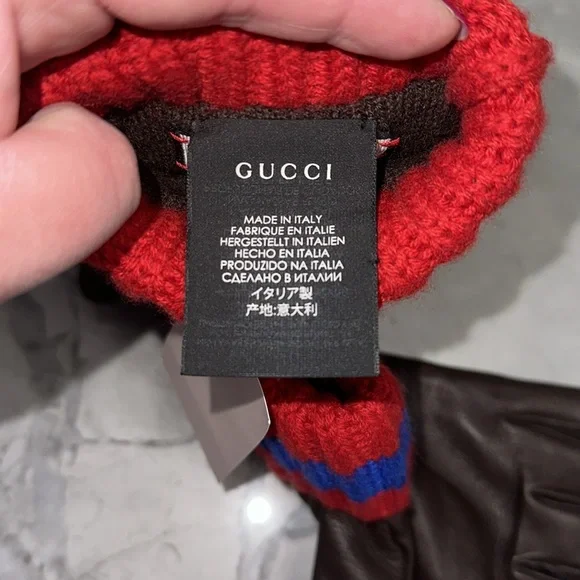 GUCCI
MADE IN ITALY
FABRIQUE EN ITALIE
HERGESTELLT IN ITALIEN
HECHO EN ITALIA
PRODUZIDO NA ITALIA
СДЕЛАНО В ИТАЛИИ
イタリア製
产地:意大利